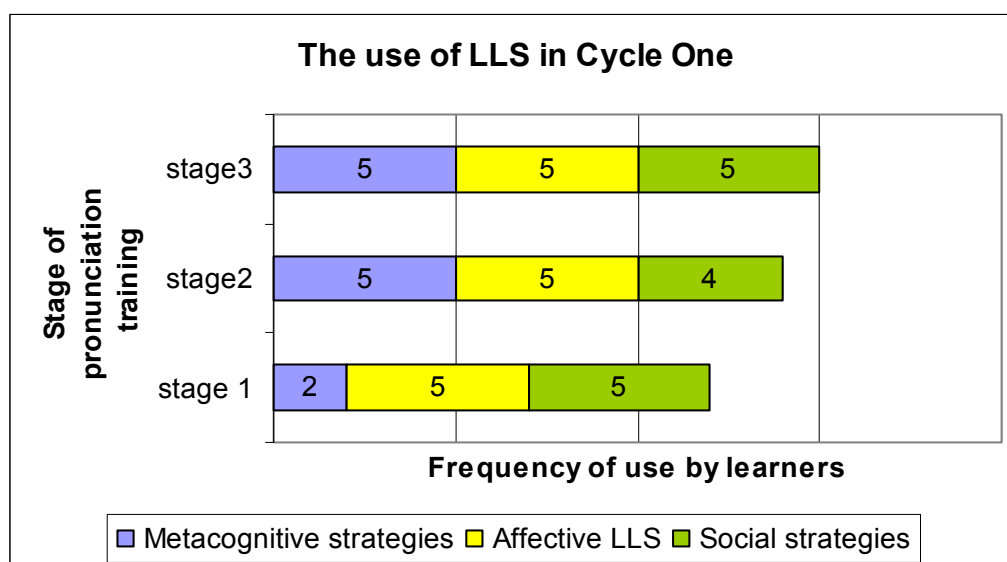 The use of LLS in Cycle One
Stage of
pronunciation
training
stage3
5 5 5
stage2
5 5 4
stage 1
2 5 5
Frequency of use by learners
Metacognitive strategies Affective LLS Social strategies